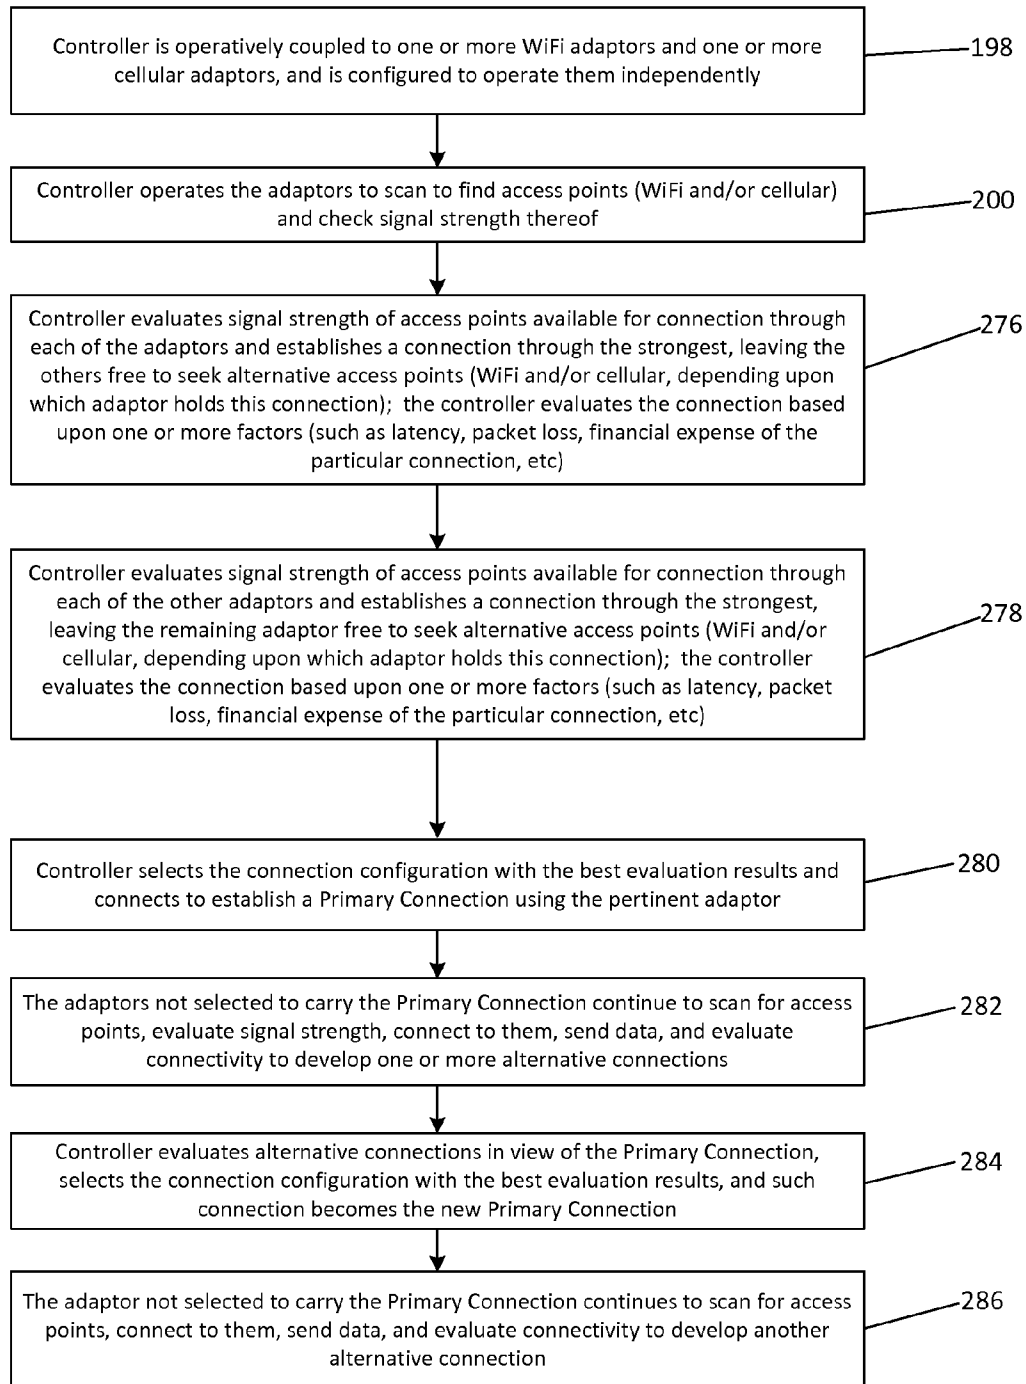 Controller is operatively coupled to one or more WiFi adaptors and one or more
cellular adaptors, and is configured to operate them independently
198
Controller operates the adaptors to scan to find access points (WiFi and/or cellular)
and check signal strength thereof
200
Controller evaluates signal strength of access points available for connection through
each of the adaptors and establishes a connection through the strongest, leaving the
others free to seek alternative access points (WiFi and/or cellular, depending upon
which adaptor holds this connection);  the controller evaluates the connection based
upon one or more factors (such as latency, packet loss, financial expense of the
particular connection, etc)
276
Controller evaluates signal strength of access points available for connection through
each of the other adaptors and establishes a connection through the strongest,
leaving the remaining adaptor free to seek alternative access points (WiFi and/or
cellular, depending upon which adaptor holds this connection);  the controller
evaluates the connection based upon one or more factors (such as latency, packet
loss, financial expense of the particular connection, etc)
278
Controller selects the connection configuration with the best evaluation results and
connects to establish a Primary Connection using the pertinent adaptor
280
The adaptors not selected to carry the Primary Connection continue to scan for access
points, evaluate signal strength, connect to them, send data, and evaluate
connectivity to develop one or more alternative connections
282
Controller evaluates alternative connections in view of the Primary Connection,
selects the connection configuration with the best evaluation results, and such
connection becomes the new Primary Connection
284
The adaptor not selected to carry the Primary Connection continues to scan for access
points, connect to them, send data, and evaluate connectivity to develop another
alternative connection
286